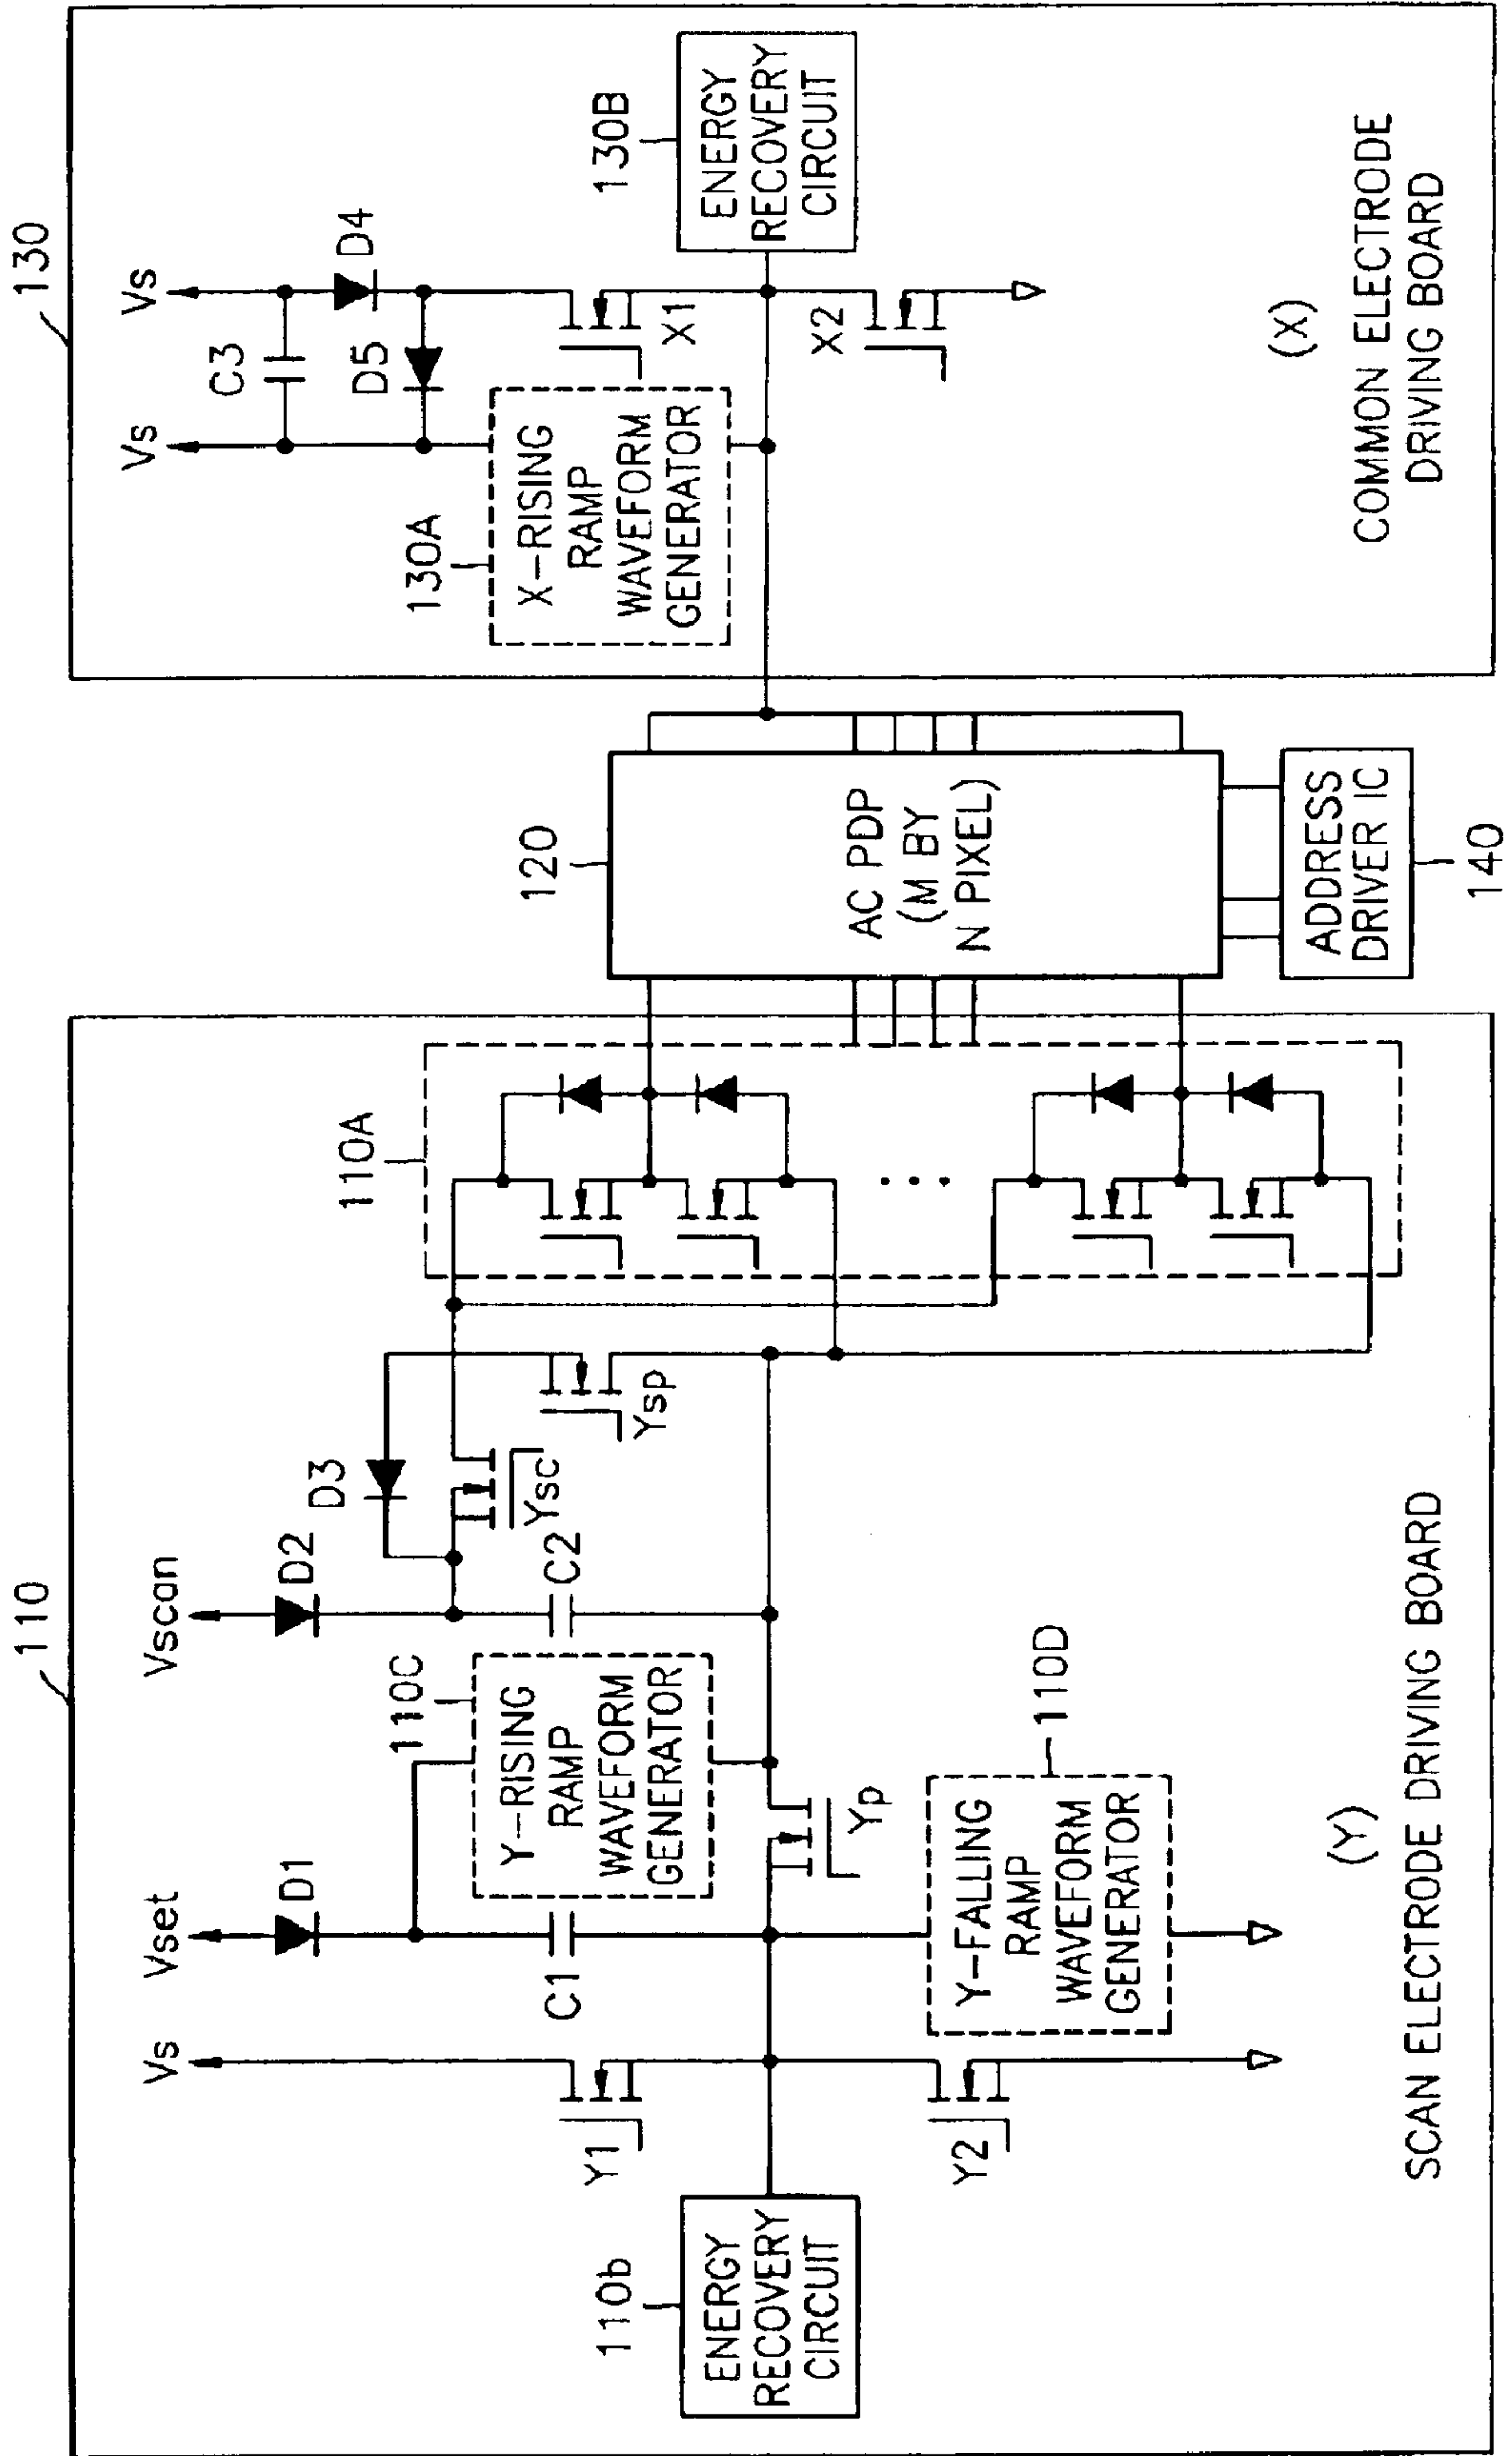 110
Vs
Vset
Vscan
D1
D2
D3
110C
Y-RISING
RAMP
WAVEFORM
GENERATOR
C1
C2
Ysc
Ysp
Y1
Y2
Yp
110b
ENERGY
RECOVERY
CIRCUIT
110D
Y-FALLING
RAMP
WAVEFORM
GENERATOR
110A
...
(Y)
SCAN ELECTRODE DRIVING BOARD
120
AC PDP
(M BY
N PIXEL)
ADDRESS
DRIVER IC
140
130
Vs
Vs
C3
D4
D5
130A
X-RISING
RAMP
WAVEFORM
GENERATOR
X1
X2
130B
ENERGY
RECOVERY
CIRCUIT
(X)
COMMON ELECTRODE
DRIVING BOARD